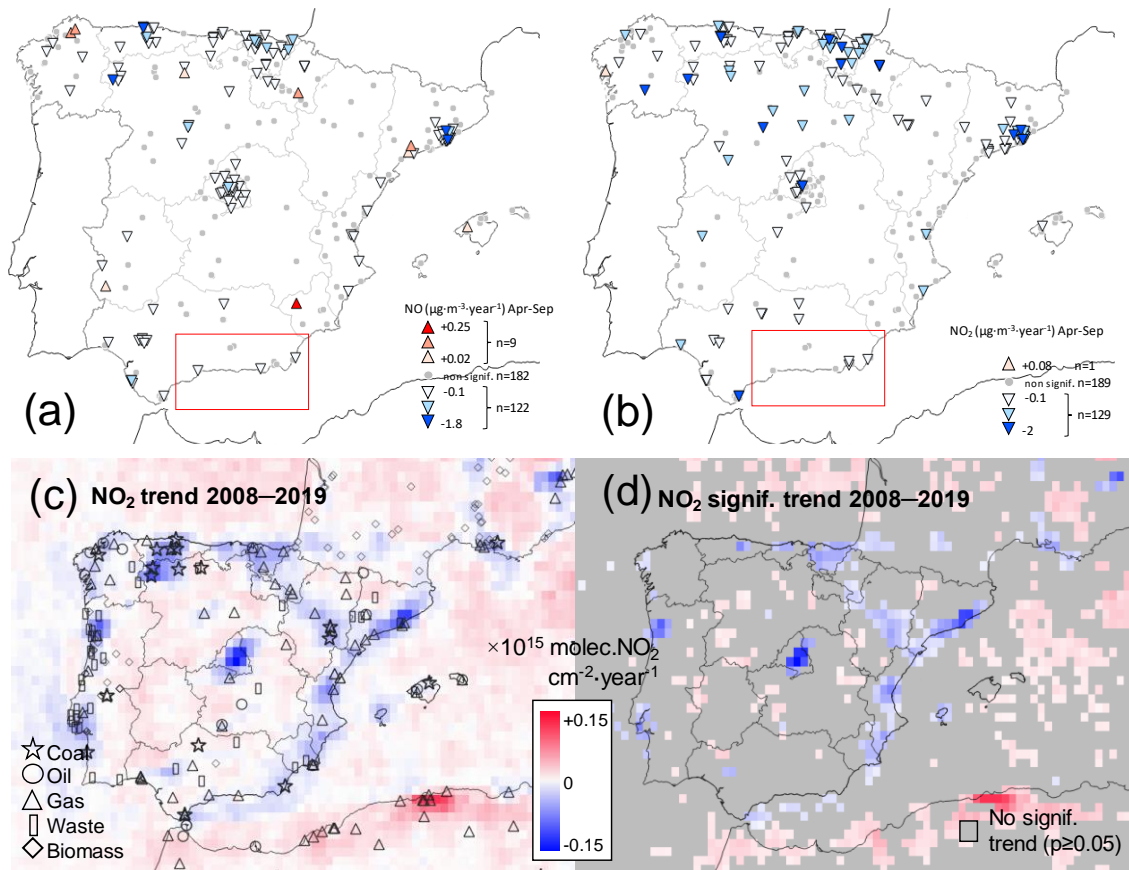 NO (µg·m⁻³·year⁻¹) Apr-Sep
+0.25
n=9
+0.02
non signif. n=182
-0.1
n=122
-1.8
(a)
NO₂ (µg·m⁻³·year⁻¹) Apr-Sep
+0.08 n=1
non signif. n=189
-0.1
n=129
-2
(b)
(c) NO₂ trend 2008—2019
Coal
Oil
Gas
Waste
Biomass
×10¹⁵ molec.NO₂
cm⁻²·year⁻¹
+0.15
0
-0.15
(d) NO₂ signif. trend 2008—2019
No signif.
trend (p≥0.05)